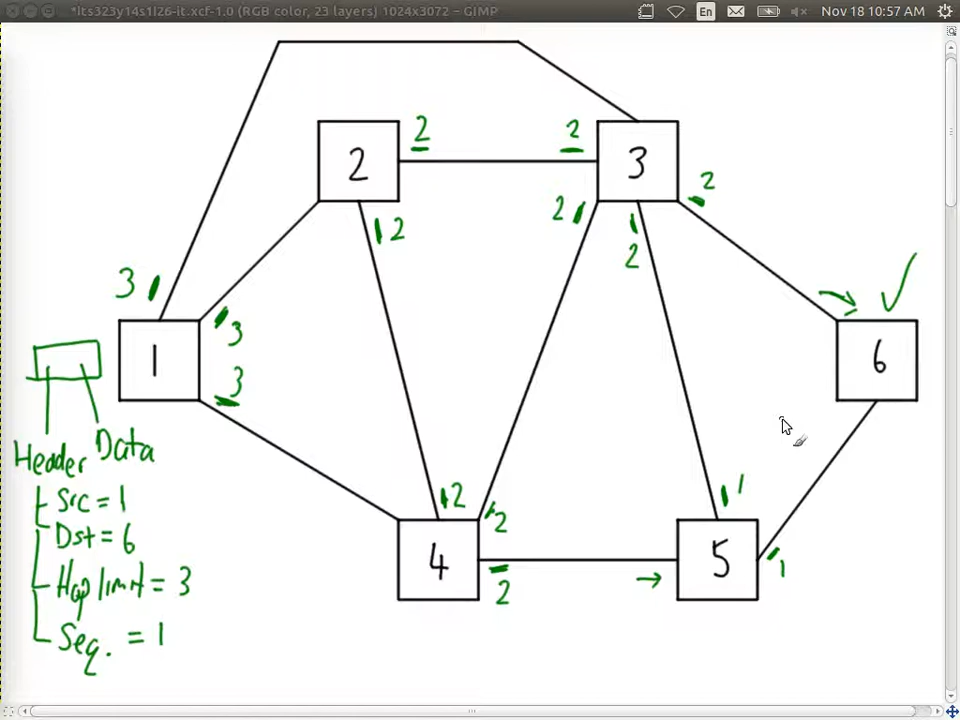 *its323y14s1l26-it.xcf-1.0 (RGB color, 23 layers) 1024x3072 – GIMP
En
Nov 18 10:57 AM
2
2
2
3
2
2
2
2
3
3
3
1
6
Header
Data
Src = 1
Dst = 6
Hop limit = 3
Seq. = 1
2
2
2
4
1
5
1